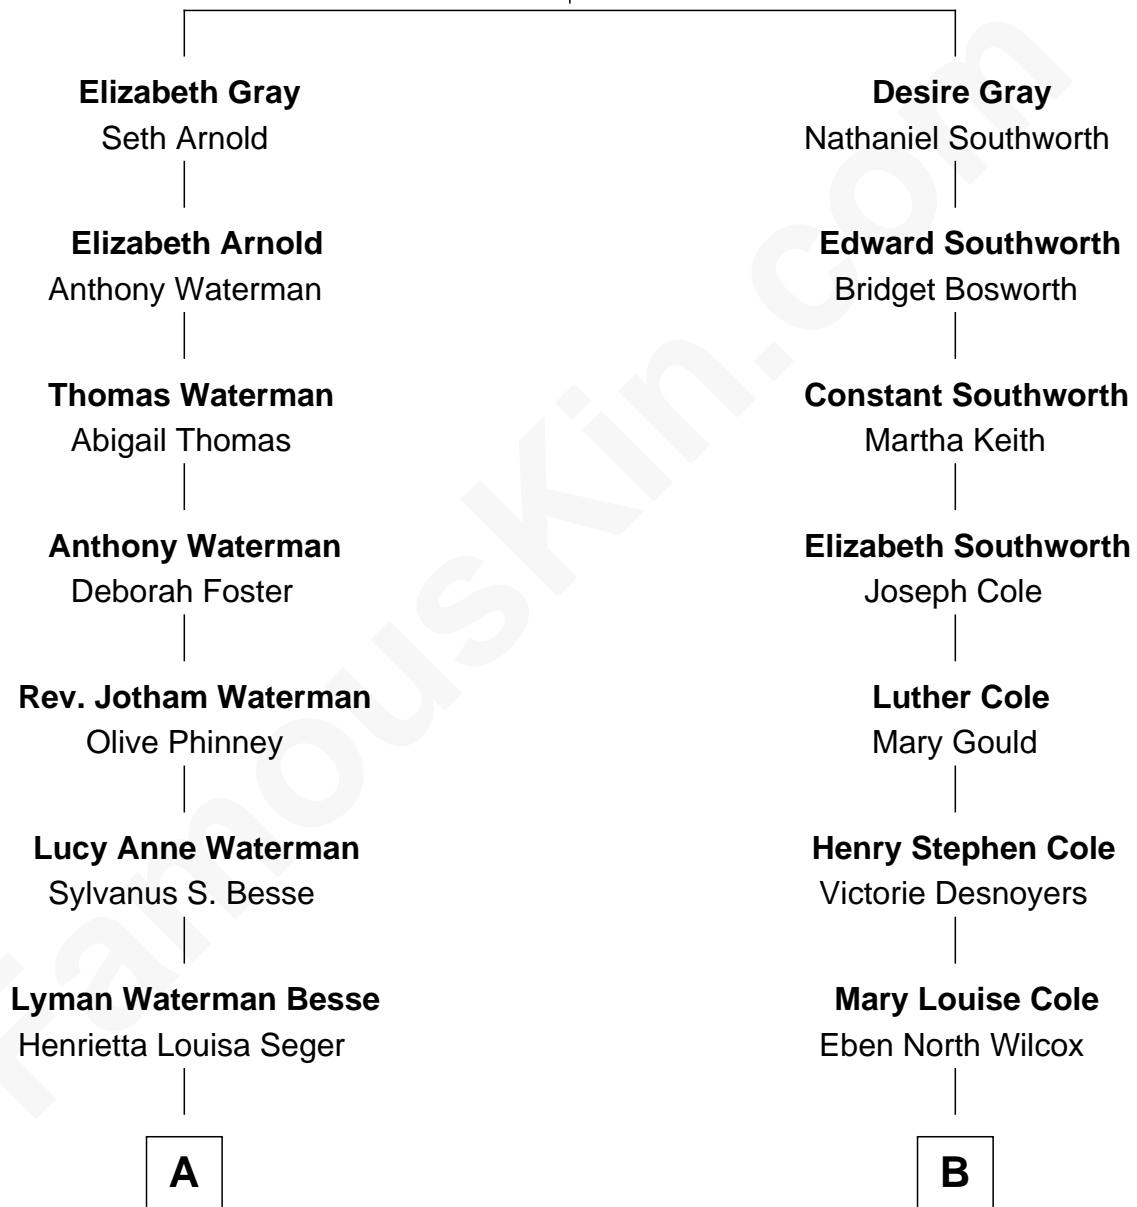 Elizabeth Gray
Seth Arnold
Elizabeth Arnold
Anthony Waterman
Thomas Waterman
Abigail Thomas
Anthony Waterman
Deborah Foster
Rev. Jotham Waterman
Olive Phinney
Lucy Anne Waterman
Sylvanus S. Besse
Lyman Waterman Besse
Henrietta Louisa Seger
A
Desire Gray
Nathaniel Southworth
Edward Southworth
Bridget Bosworth
Constant Southworth
Martha Keith
Elizabeth Southworth
Joseph Cole
Luther Cole
Mary Gould
Henry Stephen Cole
Victorie Desnoyers
Mary Louise Cole
Eben North Wilcox
B
FamousKin.com